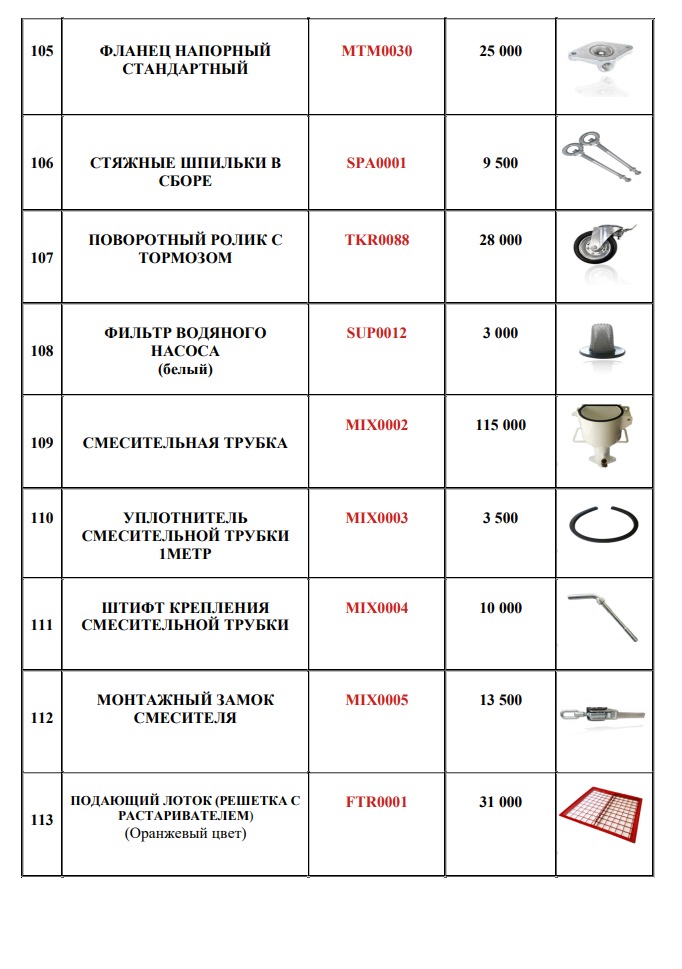 105
ФЛАНЕЦ НАПОРНЫЙ
СТАНДАРТНЫЙ
MTM0030
25 000
106
СТЯЖНЫЕ ШПИЛЬКИ В
СБОРЕ
SPA0001
9 500
107
ПОВОРОТНЫЙ РОЛИК С
ТОРМОЗОМ
TKR0088
28 000
108
ФИЛЬТР ВОДЯНОГО
НАСОСА
(белый)
SUP0012
3 000
109
СМЕСИТЕЛЬНАЯ ТРУБКА
MIX0002
115 000
110
УПЛОТНИТЕЛЬ
СМЕСИТЕЛЬНОЙ ТРУБКИ
1МЕТР
MIX0003
3 500
111
ШТИФТ КРЕПЛЕНИЯ
СМЕСИТЕЛЬНОЙ ТРУБКИ
MIX0004
10 000
112
МОНТАЖНЫЙ ЗАМОК
СМЕСИТЕЛЯ
MIX0005
13 500
113
ПОДАЮЩИЙ ЛОТОК (РЕШЕТКА С
РАСТАРИВАТЕЛЕМ)
(Оранжевый цвет)
FTR0001
31 000